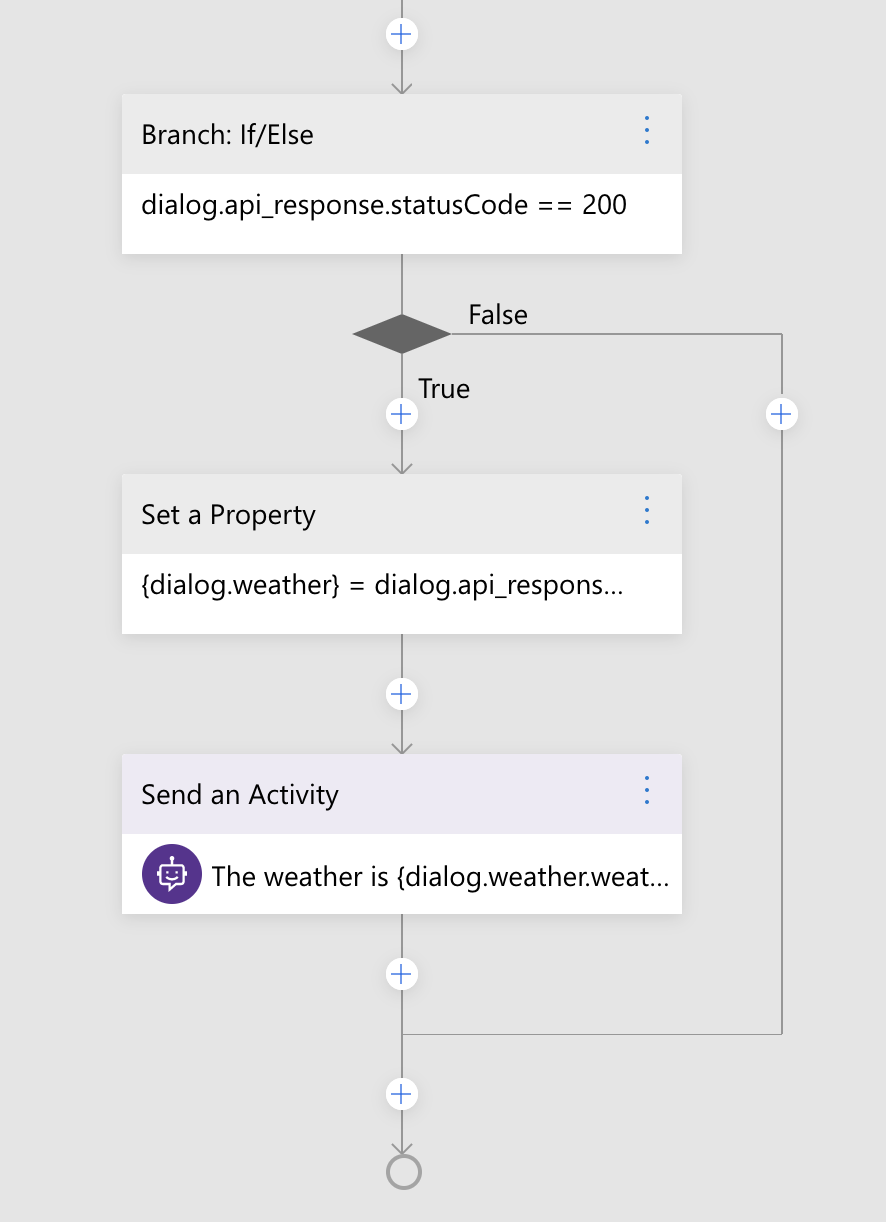 Branch: If/Else
dialog.api_response.statusCode == 200
False
True
Set a Property
{dialog.weather} = dialog.api_respons...
Send an Activity
The weather is {dialog.weather.weat...